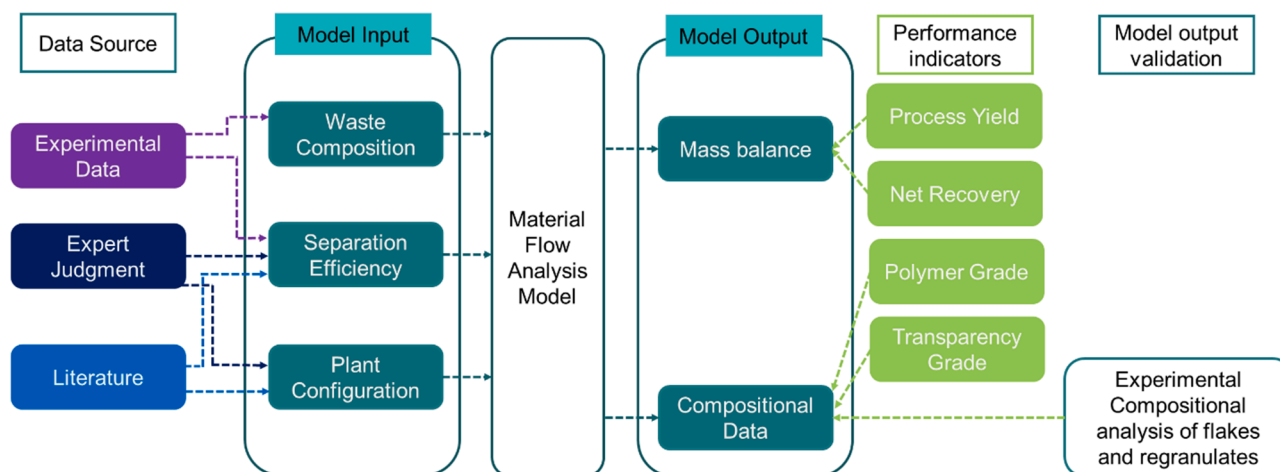 Data Source
Model Input
Model Output
Performance
indicators
Model output
validation
Experimental
Data
Expert
Judgment
Literature
Waste
Composition
Separation
Efficiency
Plant
Configuration
Material
Flow
Analysis
Model
Mass balance
Compositional
Data
Process Yield
Net Recovery
Polymer Grade
Transparency
Grade
Experimental
Compositional
analysis of flakes
and regranulates